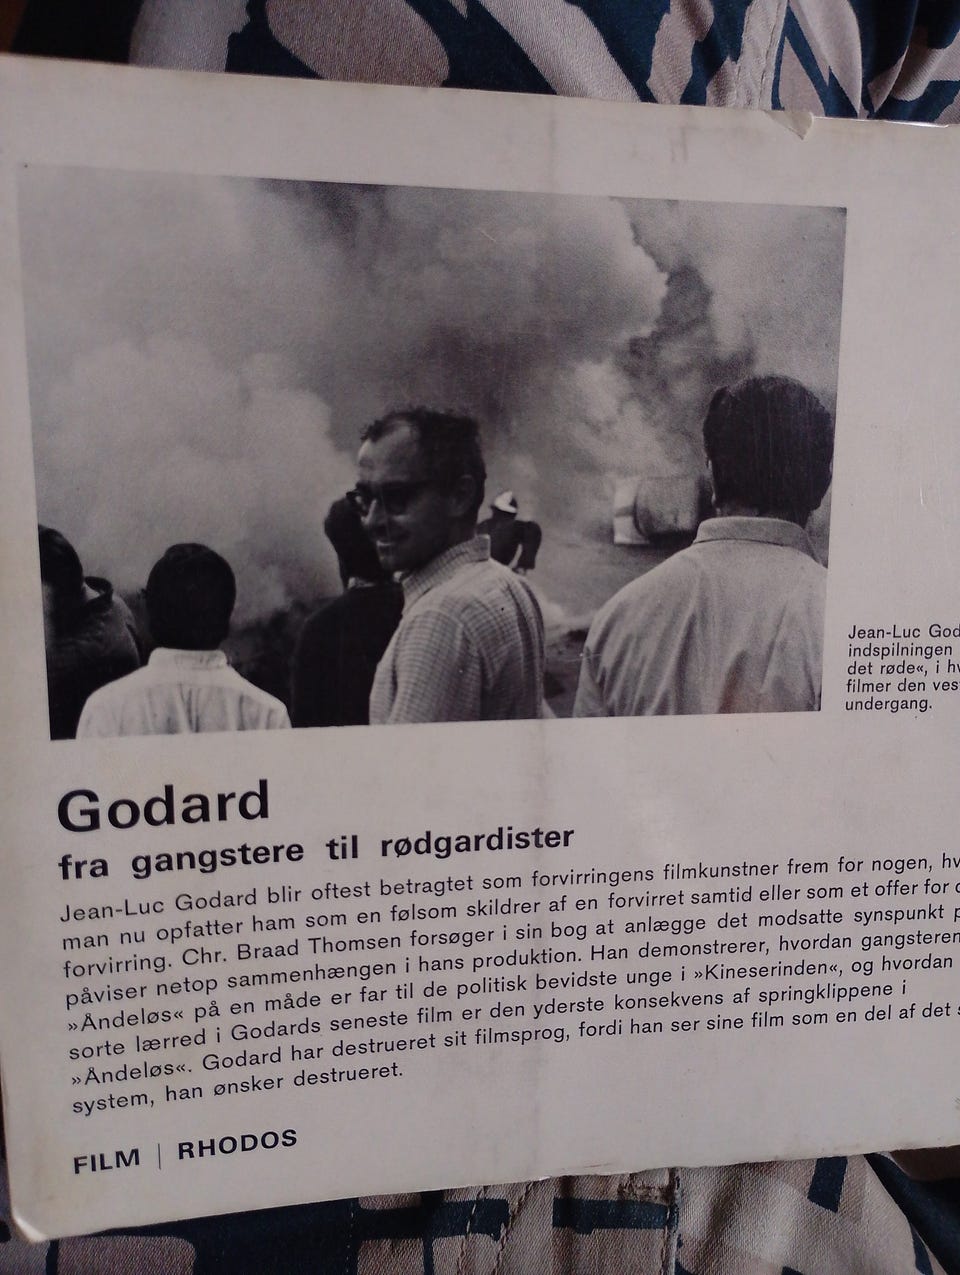 Jean-Luc God
indspilningen
det røde«, i hv
filmer den ves
undergang.
Godard
fra gangstere til rødgardister
Jean-Luc Godard blir oftest betragtet som forvirringens filmkunstner frem for nogen, hv
man nu opfatter ham som en følsom skildrer af en forvirret samtid eller som et offer for
forvirring. Chr. Braad Thomsen forsøger i sin bog at anlægge det modsatte synspunkt
påviser netop sammenhængen i hans produktion. Han demonstrerer, hvordan gangsteren
»Åndeløs« på en måde er far til de politisk bevidste unge i »Kineserinden«, og hvordan
sorte lærred i Godards seneste film er den yderste konsekvens af springklippene i
»Åndeløs«. Godard har destrueret sit filmsprog, fordi han ser sine film som en del af det
system, han ønsker destrueret.
FILM | RHODOS